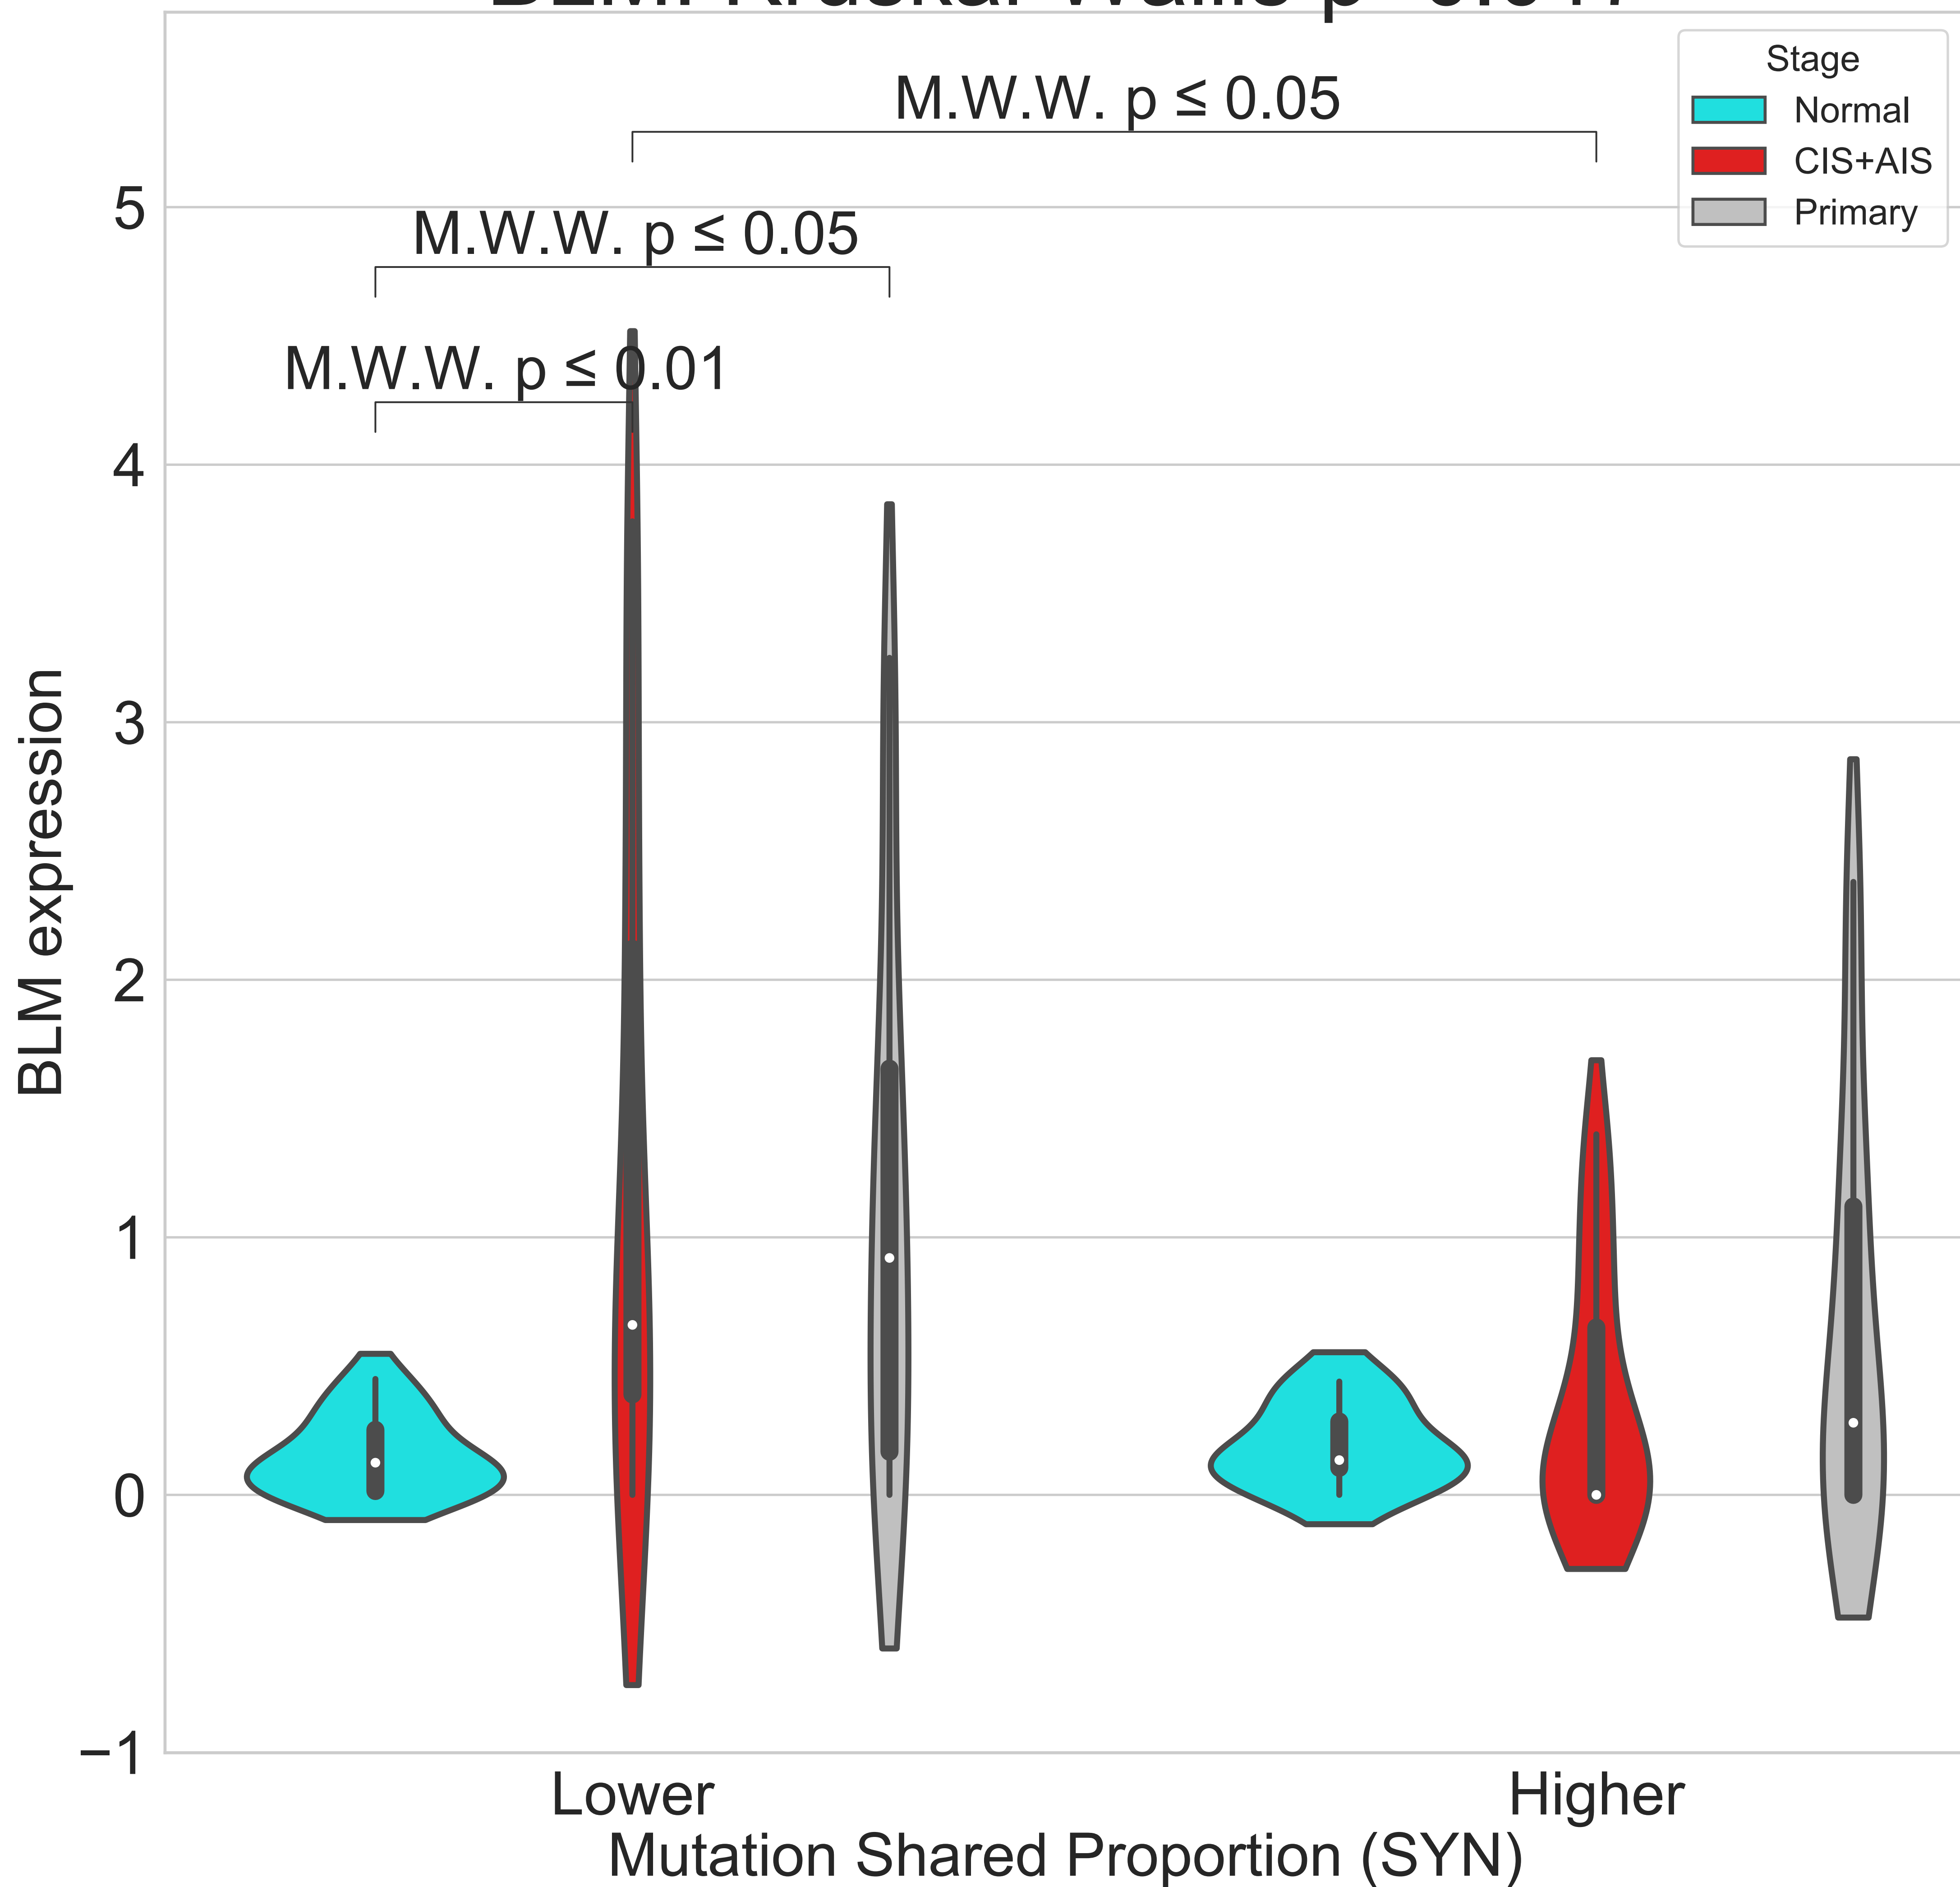 Stage
Normal
CIS+AIS
Primary
M.W.W. p ≤ 0.05
M.W.W. p ≤ 0.05
M.W.W. p ≤ 0.01
5
4
3
2
1
0
−1
BLM expression
Lower
Higher
Mutation Shared Proportion (SYN)